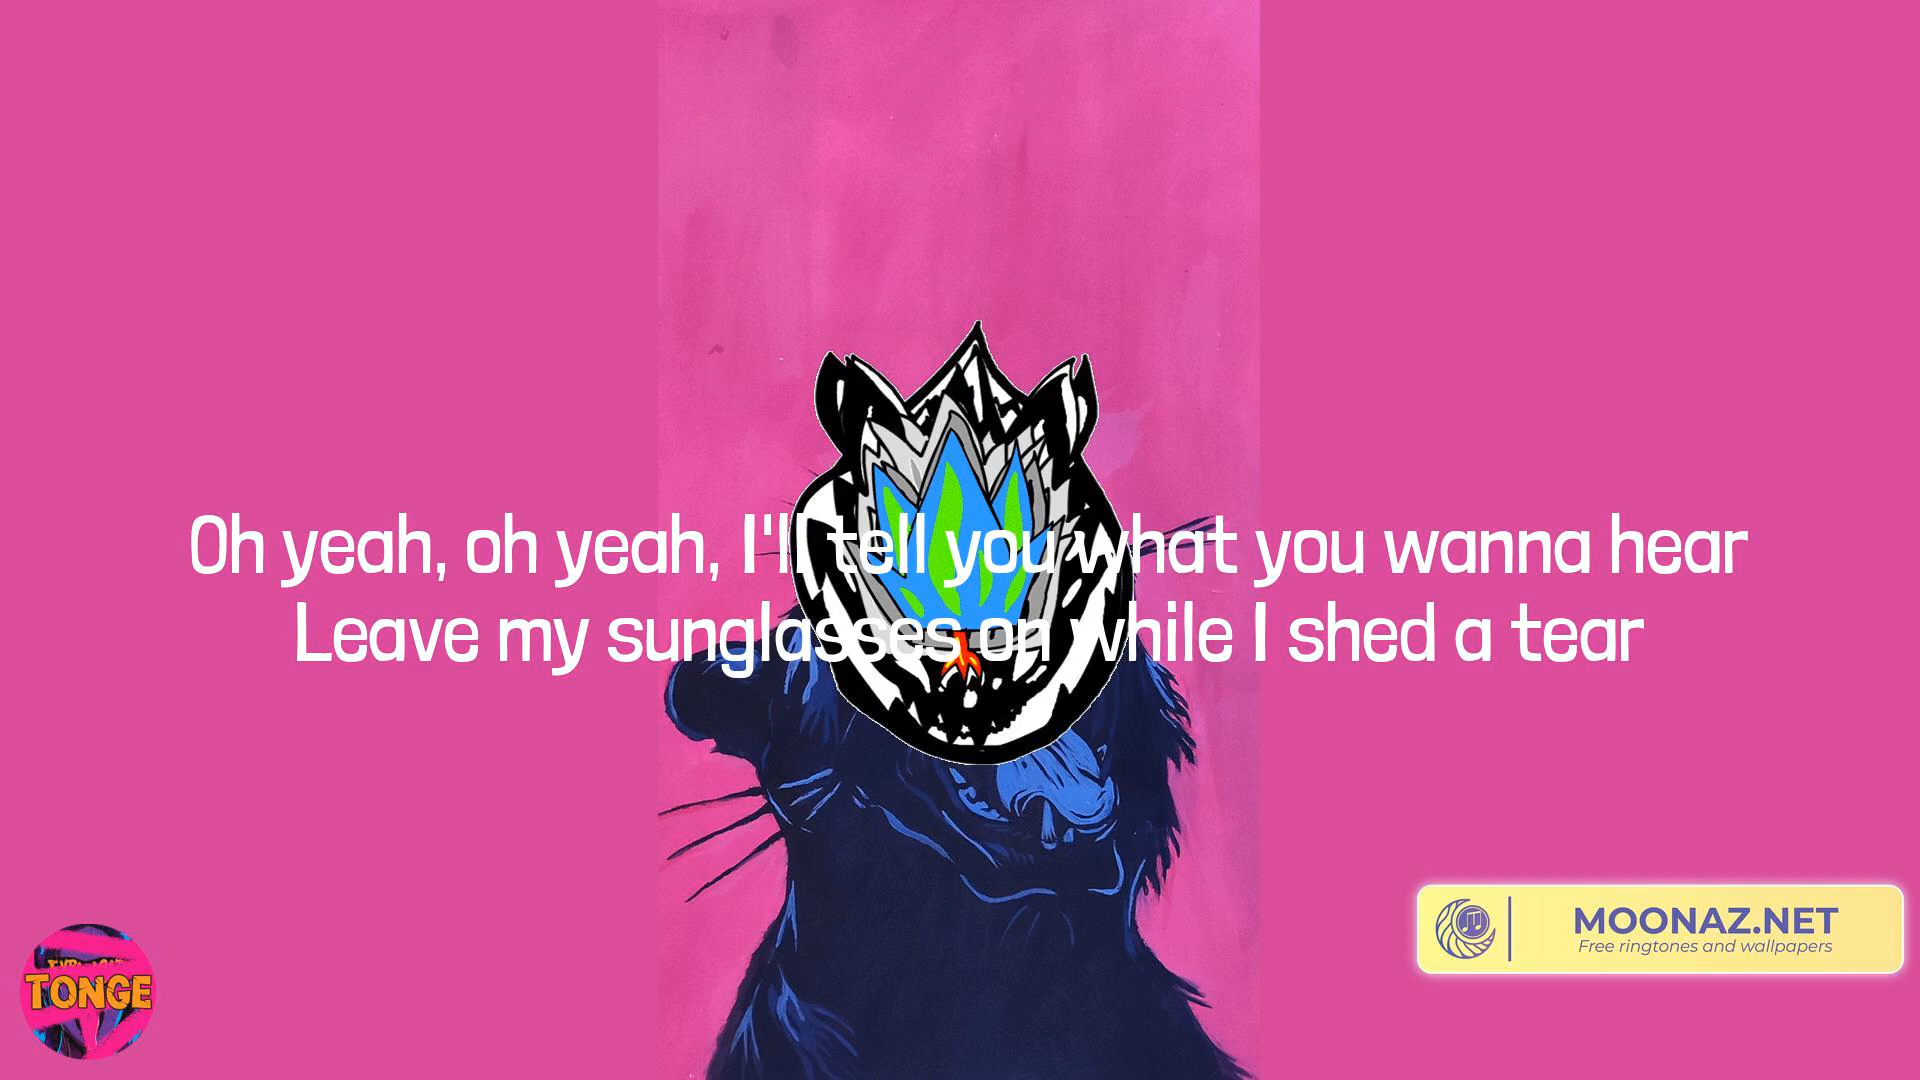 Oh yeah, oh yeah, I'll tell you what you wanna hear
Leave my sunglasses on while I shed a tear
MOONAZ.NET
Free ringtones and wallpapers
TONGE